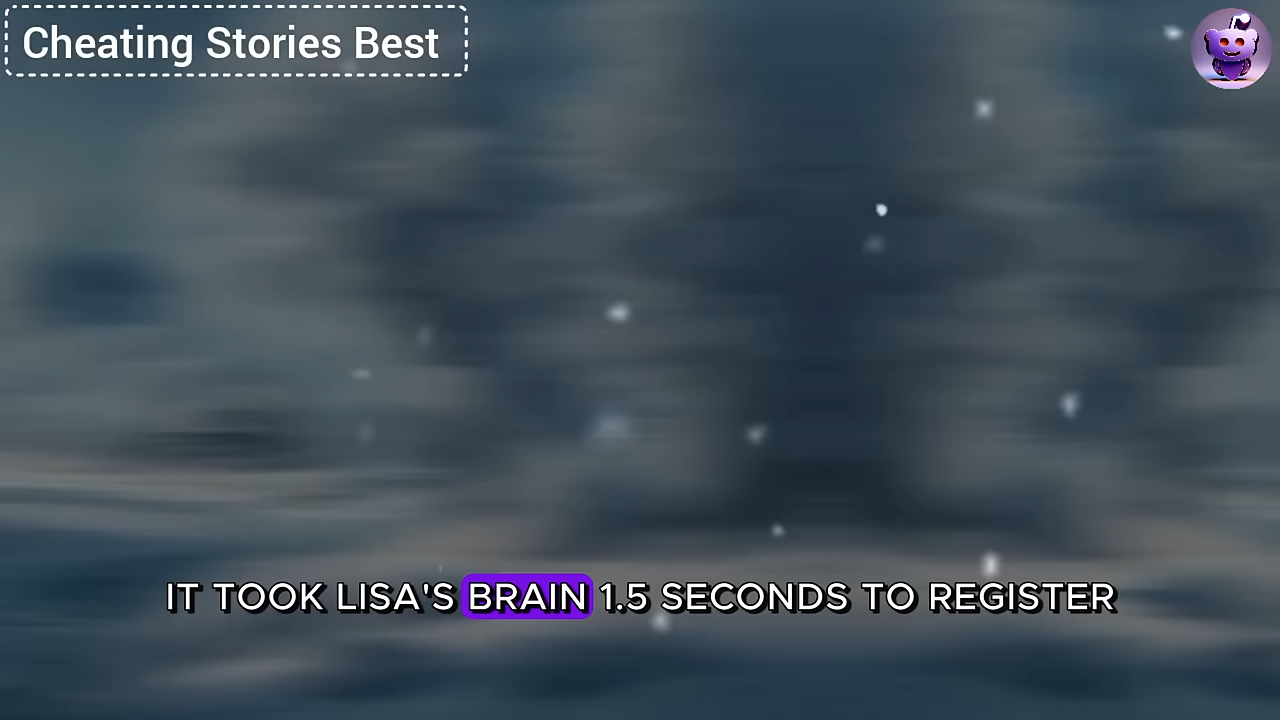 Cheating Stories Best
IT TOOK LISA'S BRAIN 1.5 SECONDS TO REGISTER